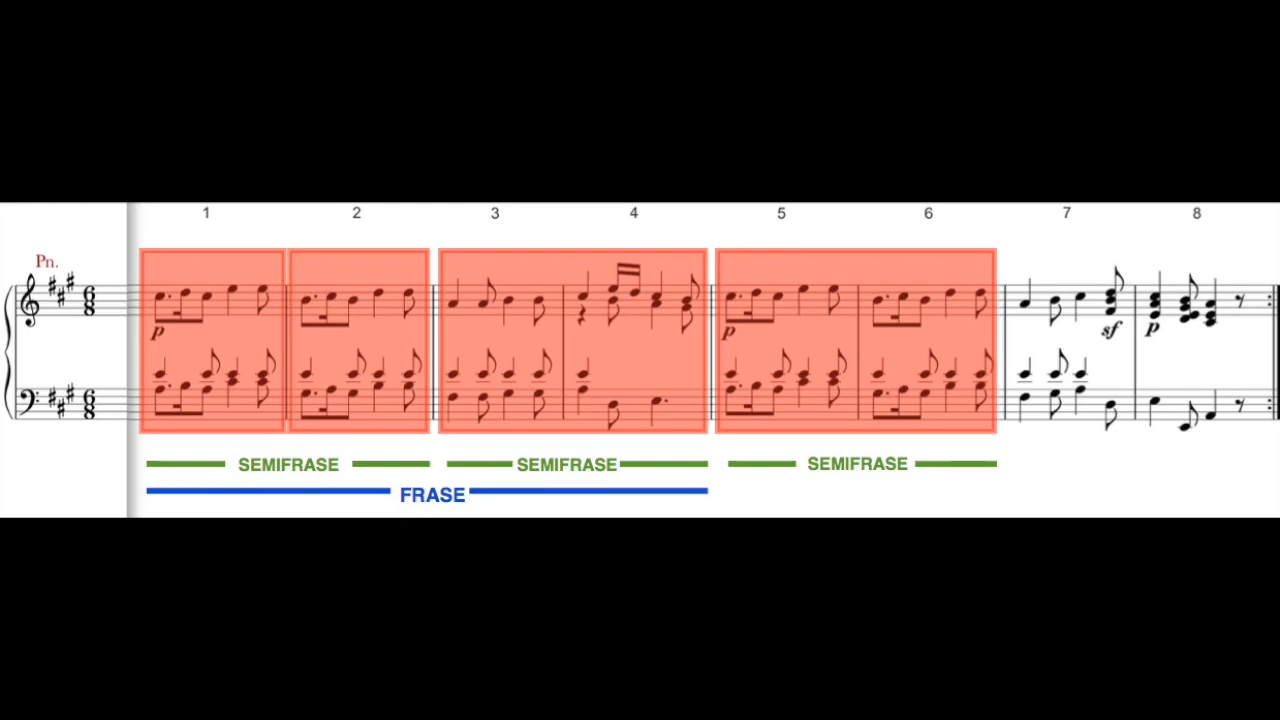 1 2 3 4 5 6 7 8
Pn.
6 8
p p sf p
6 8
SEMIFRASE SEMIFRASE SEMIFRASE
FRASE